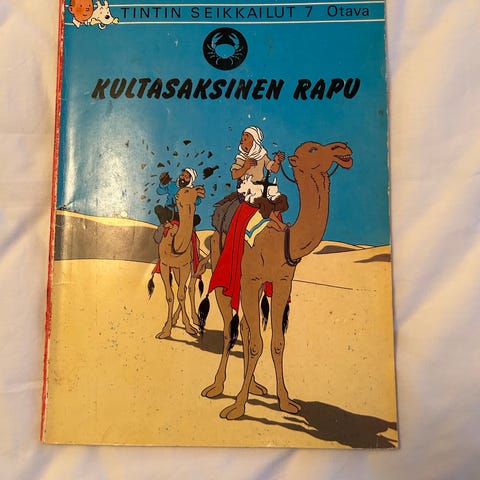 TINTIN SEIKKAILUT 7 Otava
KULTASAKSINEN RAPU